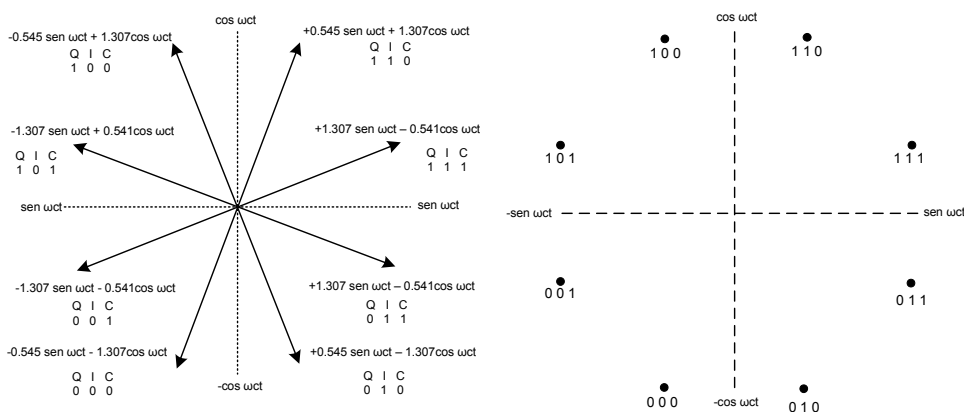 cos ωct
-0.545 sen ωct + 1.307cos ωct
Q I C
1 0 0
+0.545 sen ωct + 1.307cos ωct
Q I C
1 1 0
-1.307 sen ωct + 0.541cos ωct
Q I C
1 0 1
+1.307 sen ωct – 0.541cos ωct
Q I C
1 1 1
sen ωct
sen ωct
-1.307 sen ωct - 0.541cos ωct
Q I C
0 0 1
+1.307 sen ωct – 0.541cos ωct
Q I C
0 1 1
-0.545 sen ωct - 1.307cos ωct
Q I C
0 0 0
+0.545 sen ωct – 1.307cos ωct
Q I C
0 1 0
-cos ωct
cos ωct
1 0 0
1 1 0
1 0 1
1 1 1
-sen ωct
sen ωct
0 0 1
0 1 1
0 0 0
-cos ωct
0 1 0